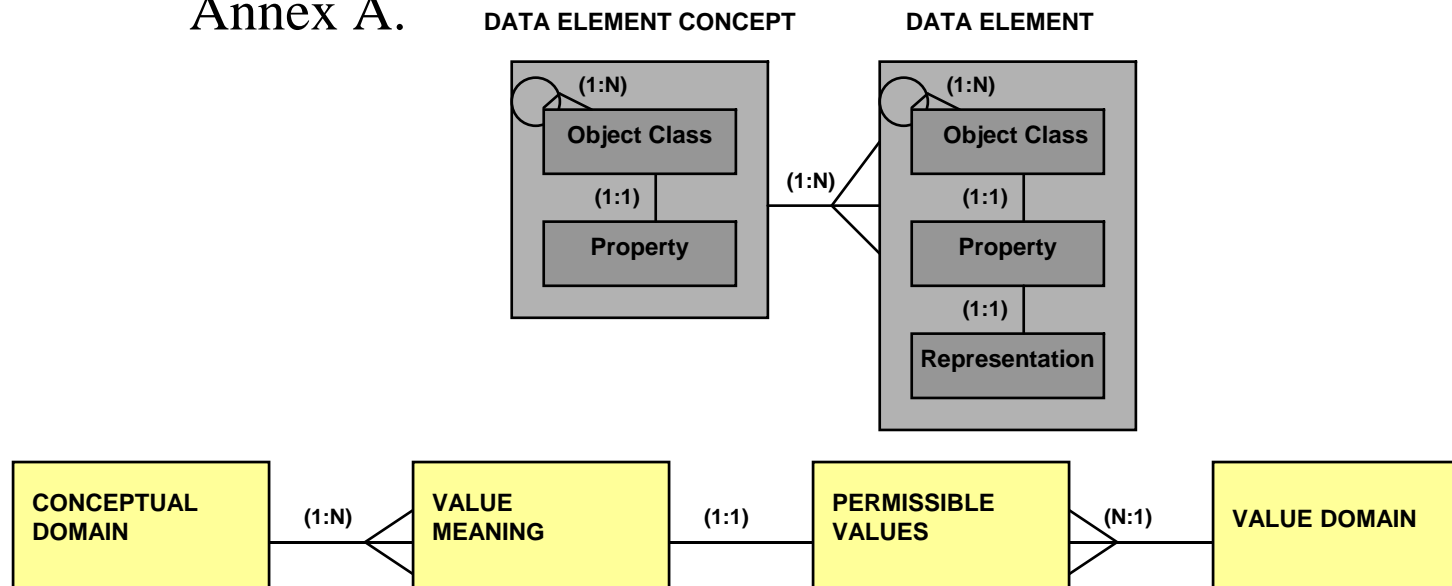 Annex A.
DATA ELEMENT CONCEPT
DATA ELEMENT
(1:N)
Object Class
(1:1)
Property
(1:N)
(1:N)
Object Class
(1:1)
Property
(1:1)
Representation
CONCEPTUAL
DOMAIN
(1:N)
VALUE
MEANING
(1:1)
PERMISSIBLE
VALUES
(N:1)
VALUE DOMAIN